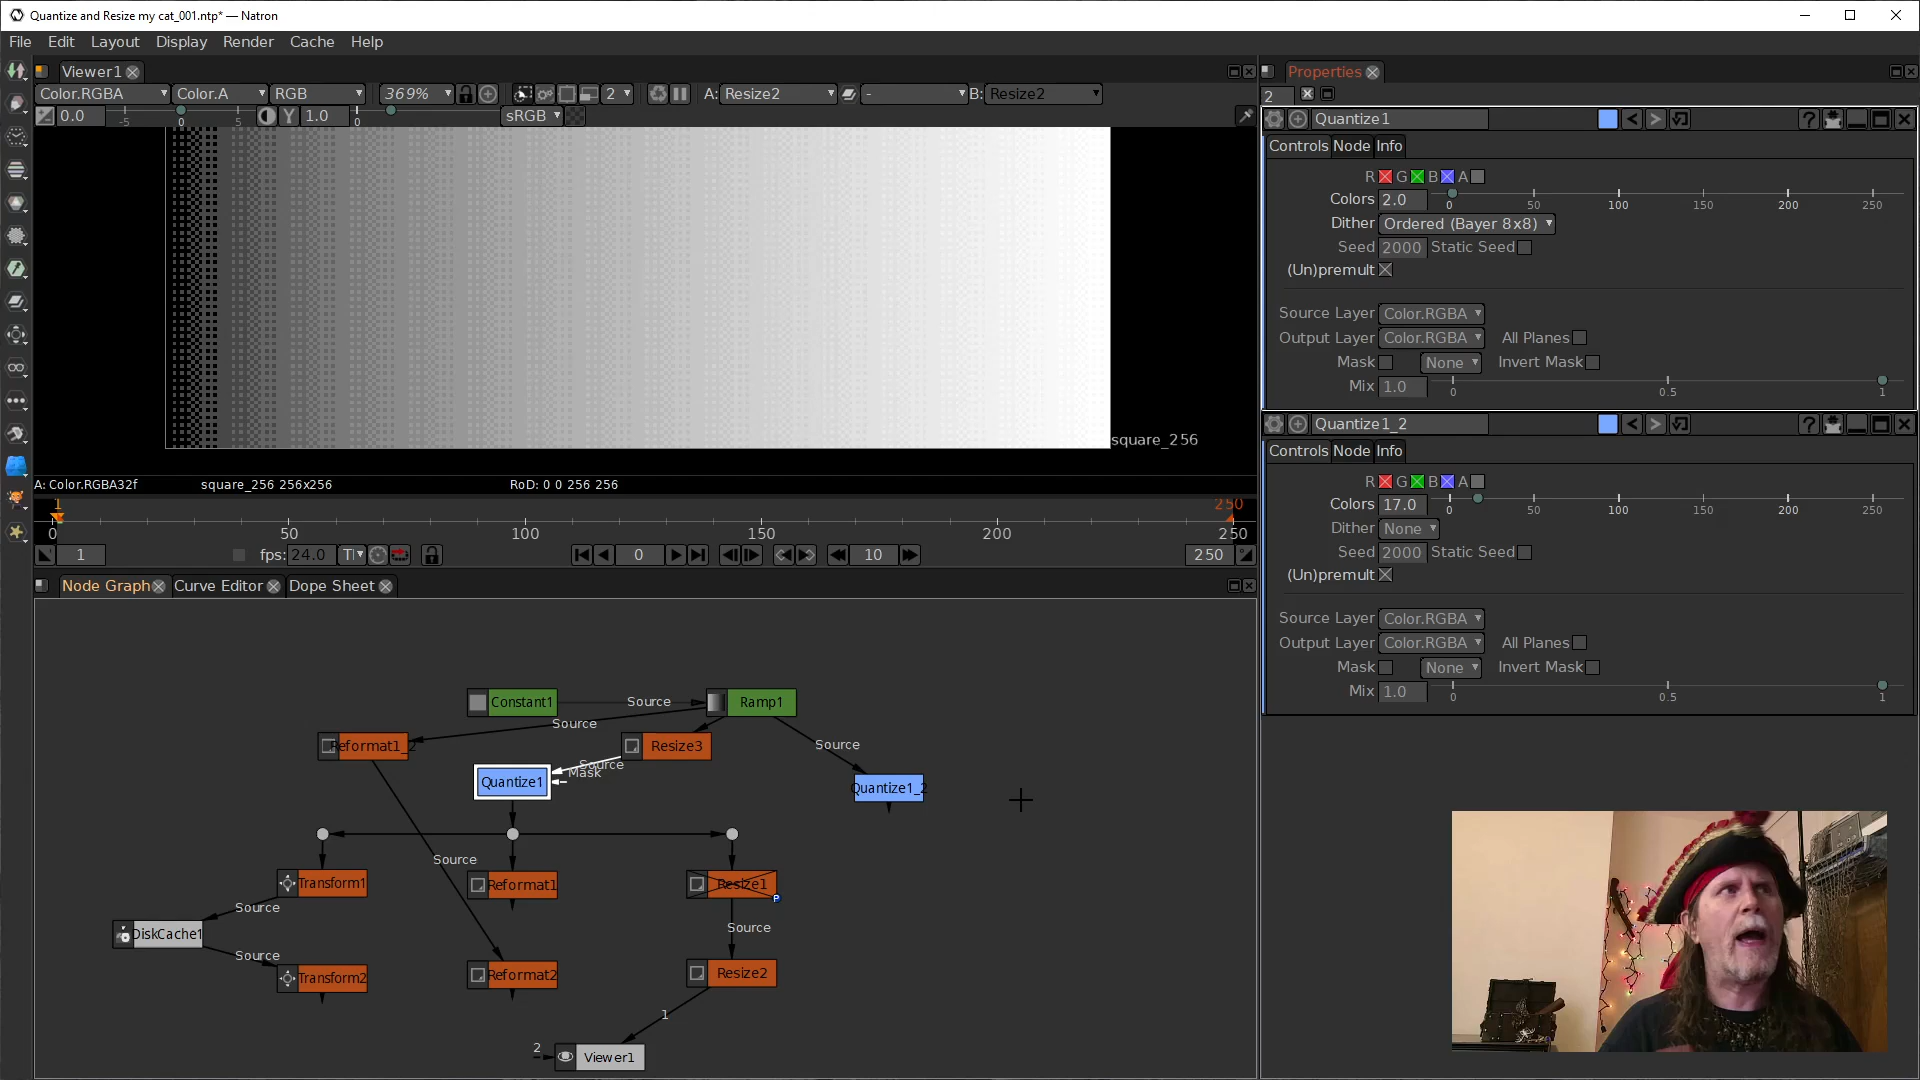 Quantize and Resize my cat_001.ntp* — Natron
File Edit Layout Display Render Cache Help
Viewer1
Color.RGBA Color.A RGB 369% 2 A: Resize2 - B: Resize2
0.0 -5 0 5 Y 1.0 0 sRGB
square_256
A: Color.RGBA32f square_256 256x256 RoD: 0 0 256 256
1 250
0 50 100 150 200 250
1 fps: 24.0 0 10 250
Node Graph Curve Editor Dope Sheet
Constant1 Source Ramp1
Source
Reformat1_2 Resize3 Source
Source
Mask
Quantize1 Quantize1_2
Source
Transform1 Reformat1 Resize1
P
Source
Source
DiskCache1
Source
Transform2 Reformat2 Resize2
1
2 Viewer1
Properties
2
Quantize1 < > ?
Controls Node Info
R G B A
Colors 2.0 0 50 100 150 200 250
Dither Ordered (Bayer 8x8)
Seed 2000 Static Seed
(Un)premult
Source Layer Color.RGBA
Output Layer Color.RGBA All Planes
Mask None Invert Mask
Mix 1.0 0 0.5 1
Quantize1_2 < > ?
Controls Node Info
R G B A
Colors 17.0 0 50 100 150 200 250
Dither None
Seed 2000 Static Seed
(Un)premult
Source Layer Color.RGBA
Output Layer Color.RGBA All Planes
Mask None Invert Mask
Mix 1.0 0 0.5 1